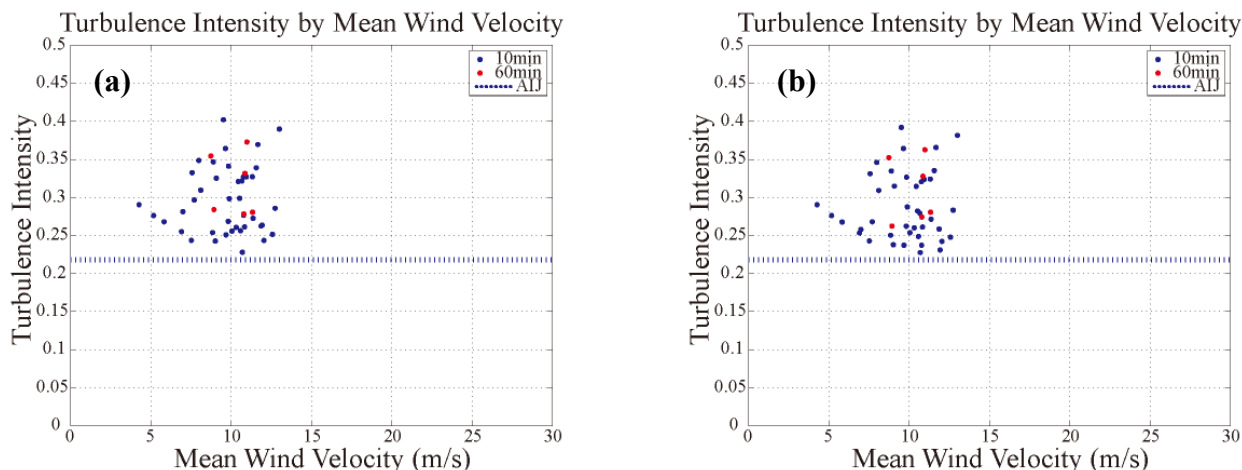 Turbulence Intensity by Mean Wind Velocity
(a)
10min
60min
AIJ
0.5
0.45
0.4
0.35
0.3
0.25
0.2
0.15
0.1
0.05
0
Turbulence Intensity
0 5 10 15 20 25 30
Mean Wind Velocity (m/s)
Turbulence Intensity by Mean Wind Velocity
(b)
10min
60min
AIJ
0.5
0.45
0.4
0.35
0.3
0.25
0.2
0.15
0.1
0.05
0
Turbulence Intensity
0 5 10 15 20 25 30
Mean Wind Velocity (m/s)